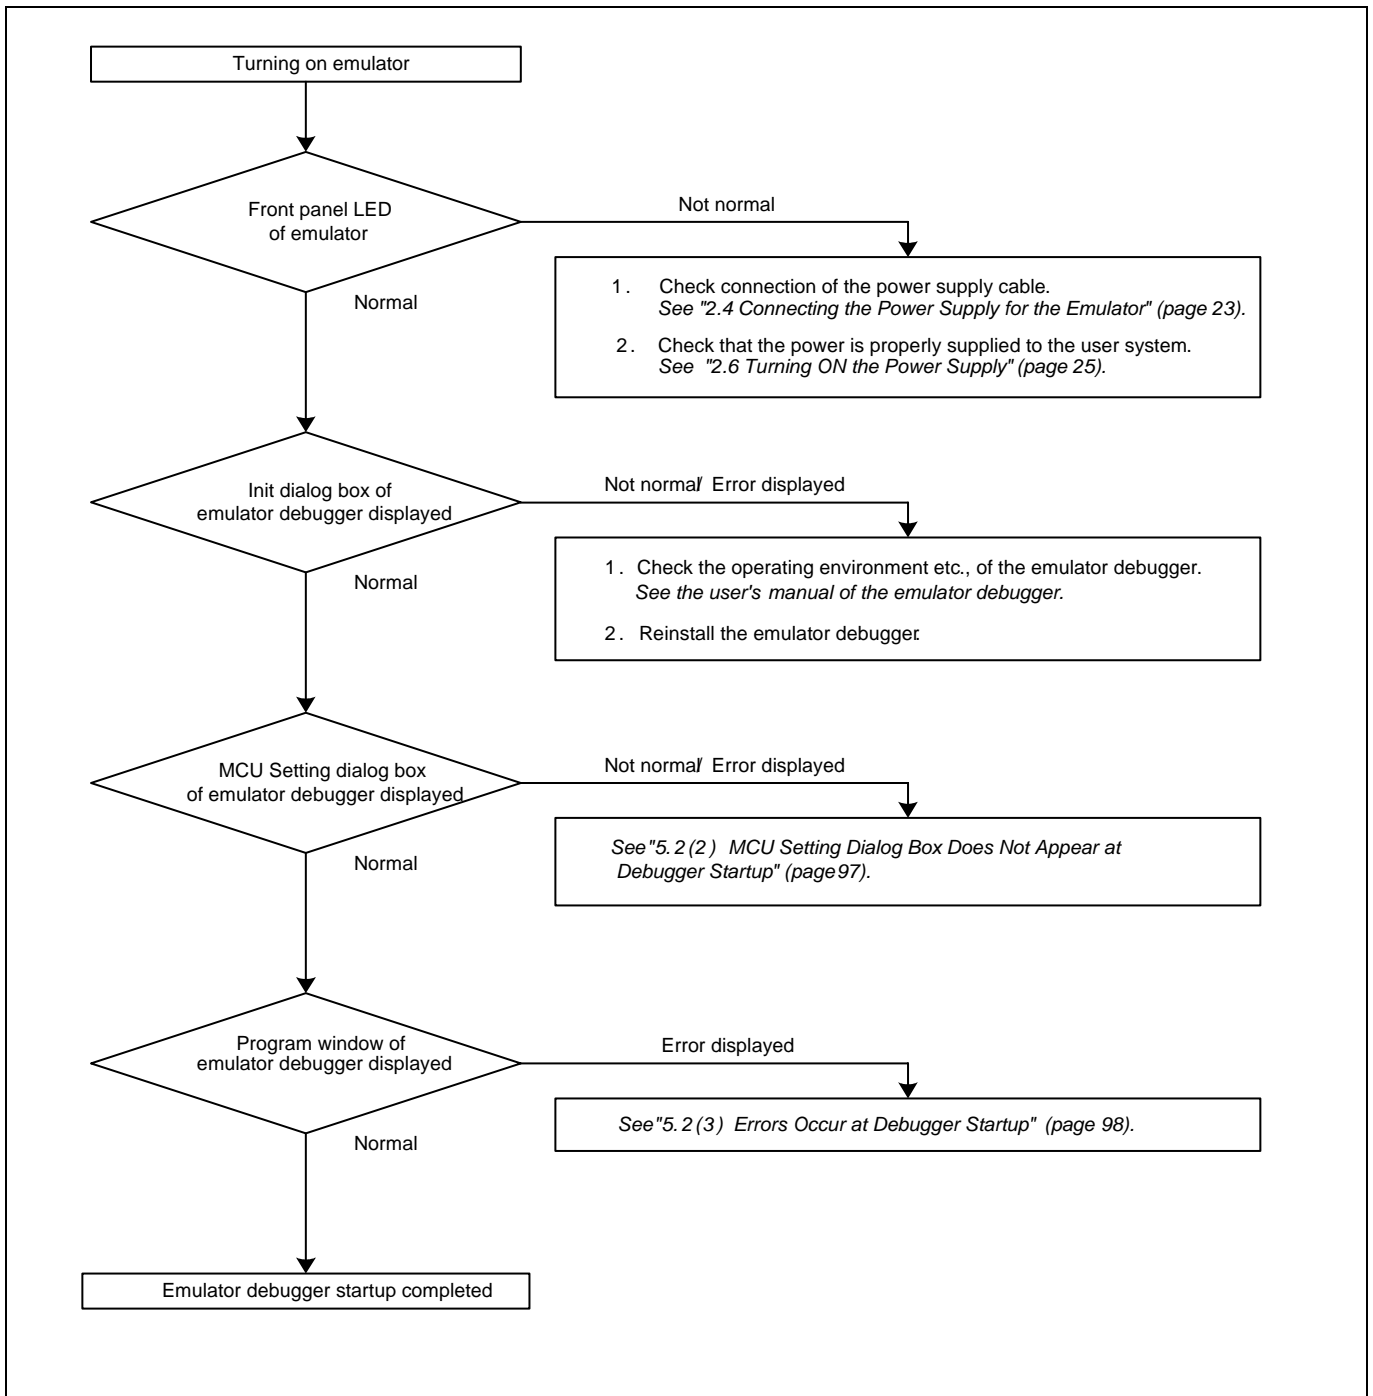 Turning on emulator
Front panel LED
of emulator
Not normal
Normal
1. Check connection of the power supply cable.
See "2.4 Connecting the Power Supply for the Emulator" (page 23).
2. Check that the power is properly supplied to the user system.
See "2.6 Turning ON the Power Supply" (page 25).
Init dialog box of
emulator debugger displayed
Not normal/ Error displayed
Normal
1. Check the operating environment etc., of the emulator debugger.
See the user's manual of the emulator debugger.
2. Reinstall the emulator debugger.
MCU Setting dialog box
of emulator debugger displayed
Not normal/ Error displayed
Normal
See "5.2 (2) MCU Setting Dialog Box Does Not Appear at
Debugger Startup" (page 97).
Program window of
emulator debugger displayed
Error displayed
Normal
See "5.2 (3) Errors Occur at Debugger Startup" (page 98).
Emulator debugger startup completed